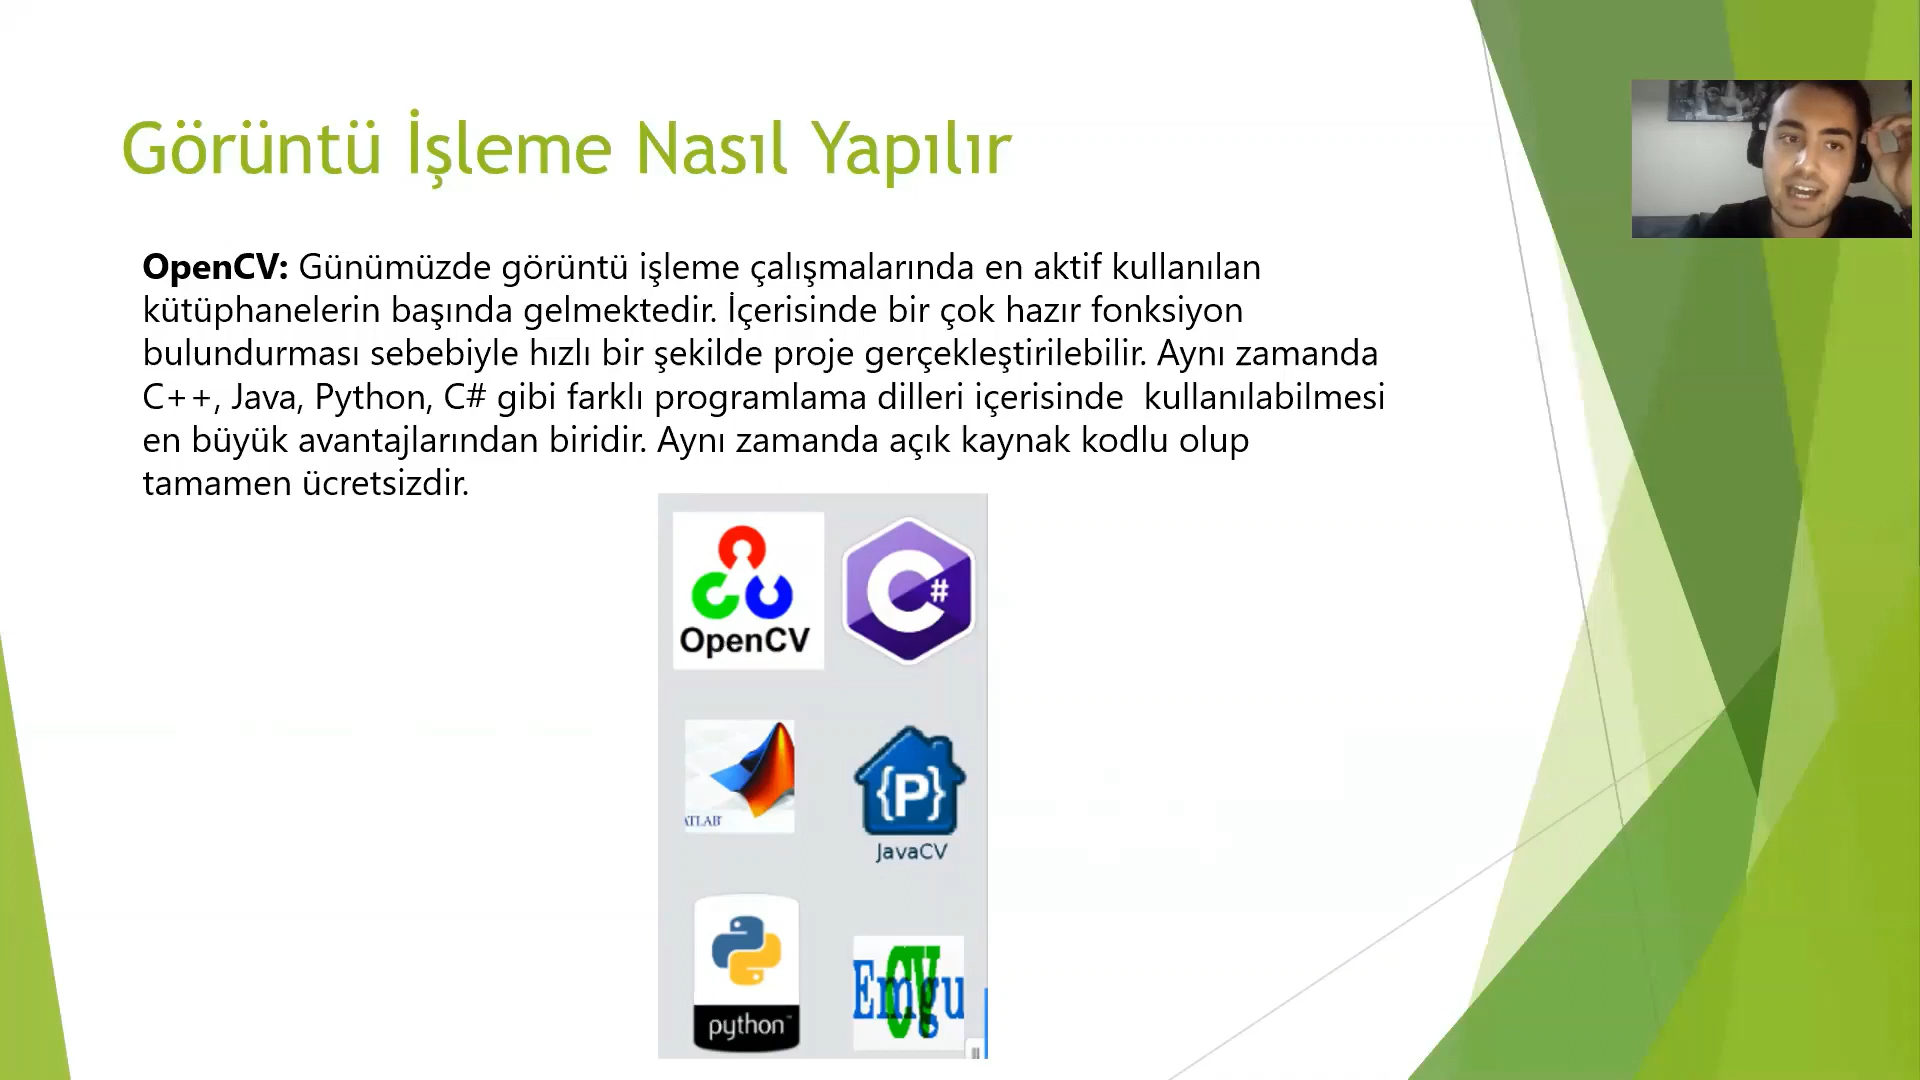 Görüntü İşleme Nasıl Yapılır
OpenCV: Günümüzde görüntü işleme çalışmalarında en aktif kullanılan
kütüphanelerin başında gelmektedir. İçerisinde bir çok hazır fonksiyon
bulundurması sebebiyle hızlı bir şekilde proje gerçekleştirilebilir. Aynı zamanda
C++, Java, Python, C# gibi farklı programlama dilleri içerisinde  kullanılabilmesi
en büyük avantajlarından biridir. Aynı zamanda açık kaynak kodlu olup
tamamen ücretsizdir.
OpenCV
C#
ATLAB
{P}
JavaCV
python
Emgu
CV